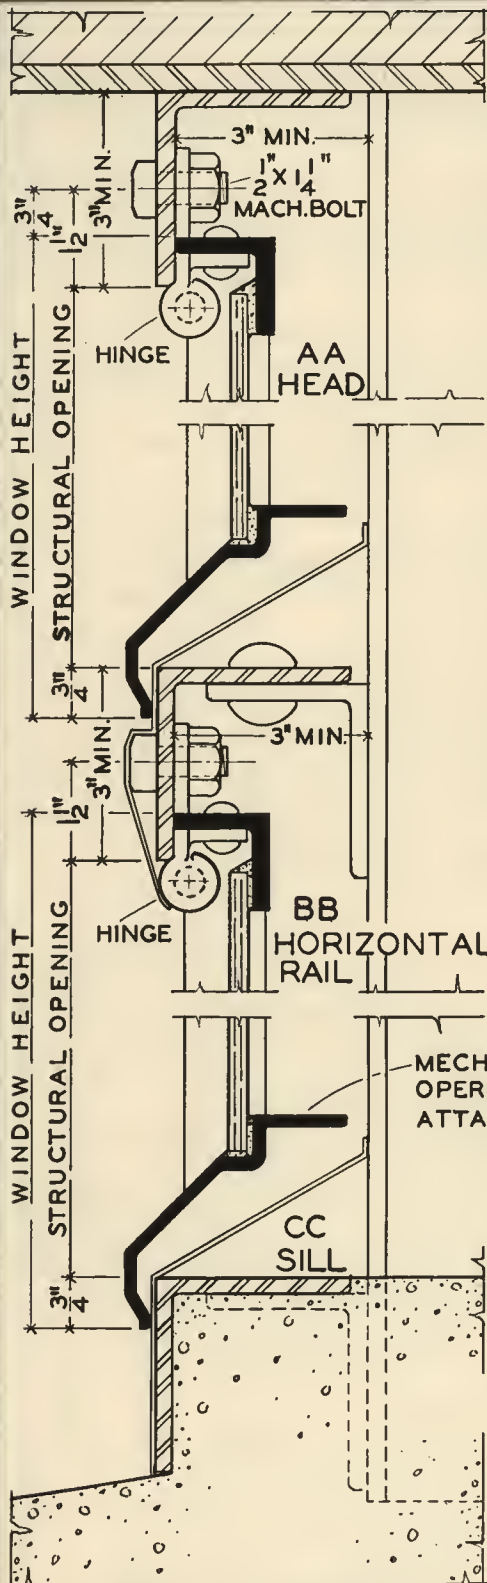 3" MIN.
1/2" X 1 1/4"
MACH. BOLT
3/4"
1 1/2"
3" MIN.
HINGE
AA
HEAD
WINDOW HEIGHT
STRUCTURAL OPENING
3/4"
3" MIN.
3" MIN.
1 1/2"
HINGE
BB
HORIZONTAL
RAIL
WINDOW HEIGHT
STRUCTURAL OPENING
MECH
OPER
ATTA
CC
SILL
3/4"